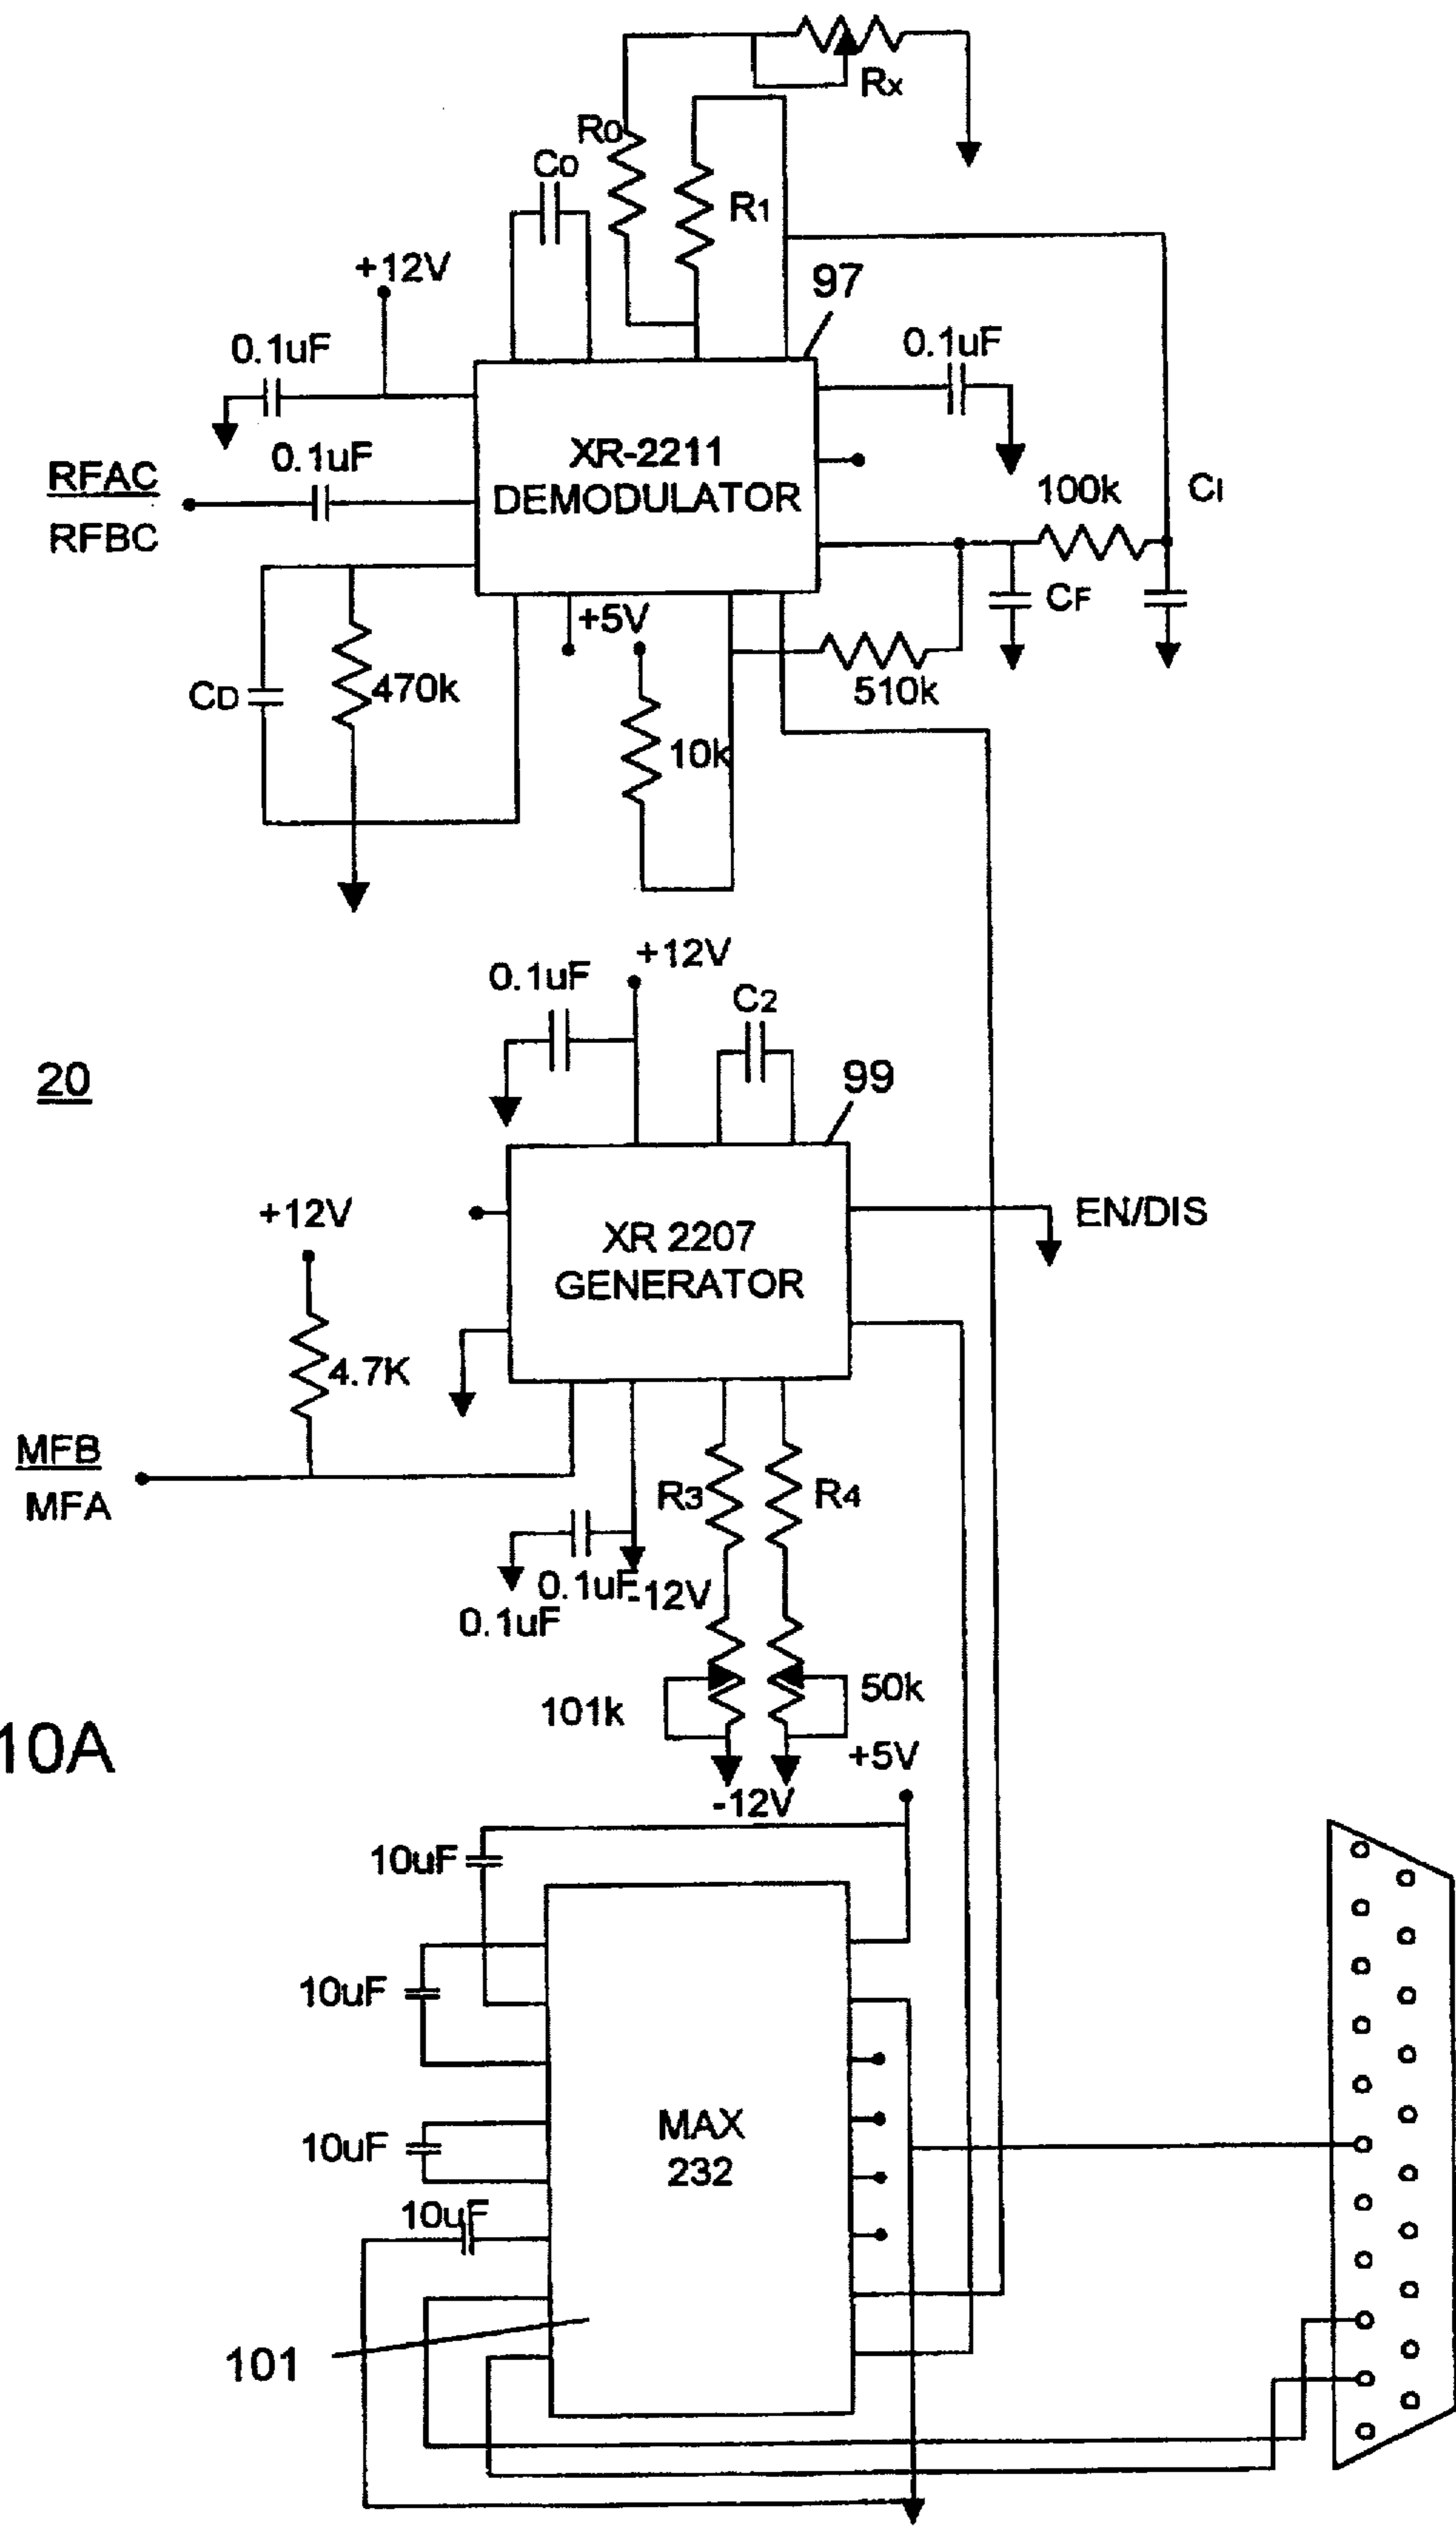 Rx
R0
C0
R1
+12V
97
0.1uF
0.1uF
0.1uF
RFAC
RFBC
XR-2211
DEMODULATOR
100k
CI
+5V
CF
CD
470k
510k
10k
+12V
0.1uF
C2
20
99
+12V
EN/DIS
XR 2207
GENERATOR
4.7K
MFB
MFA
R3
R4
0.1uF
-12V
0.1uF
101k
50k
10A
+5V
-12V
10uF
10uF
MAX
232
10uF
10uF
101